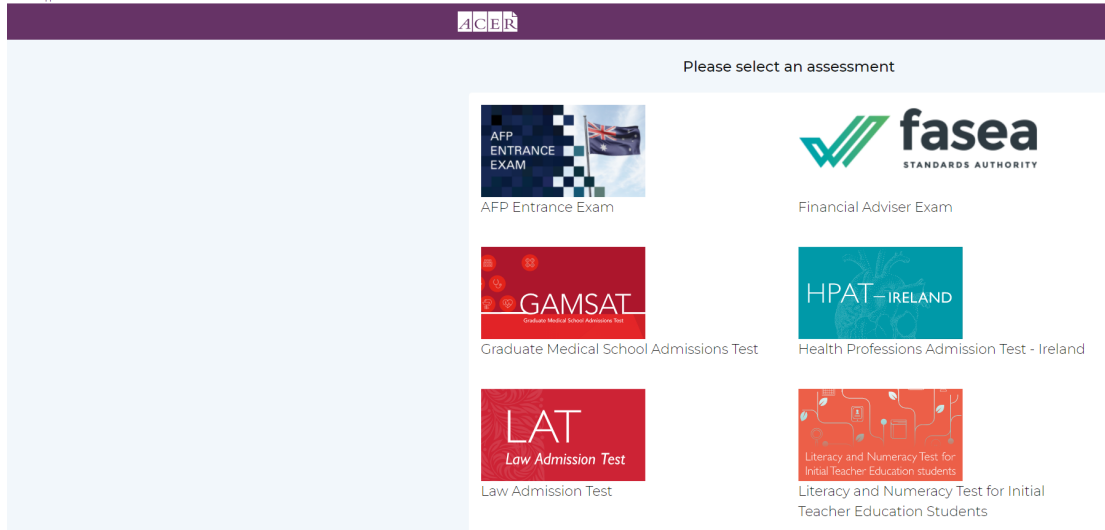 ACER
Please select an assessment
AFP
ENTRANCE
EXAM
AFP Entrance Exam
fasea
STANDARDS AUTHORITY
Financial Adviser Exam
GAMSAT
Graduate Medical School Admissions Test
Graduate Medical School Admissions Test
HPAT–IRELAND
Health Professions Admission Test - Ireland
LAT
Law Admission Test
Law Admission Test
Literacy and Numeracy Test for
Initial Teacher Education students
Literacy and Numeracy Test for Initial
Teacher Education Students